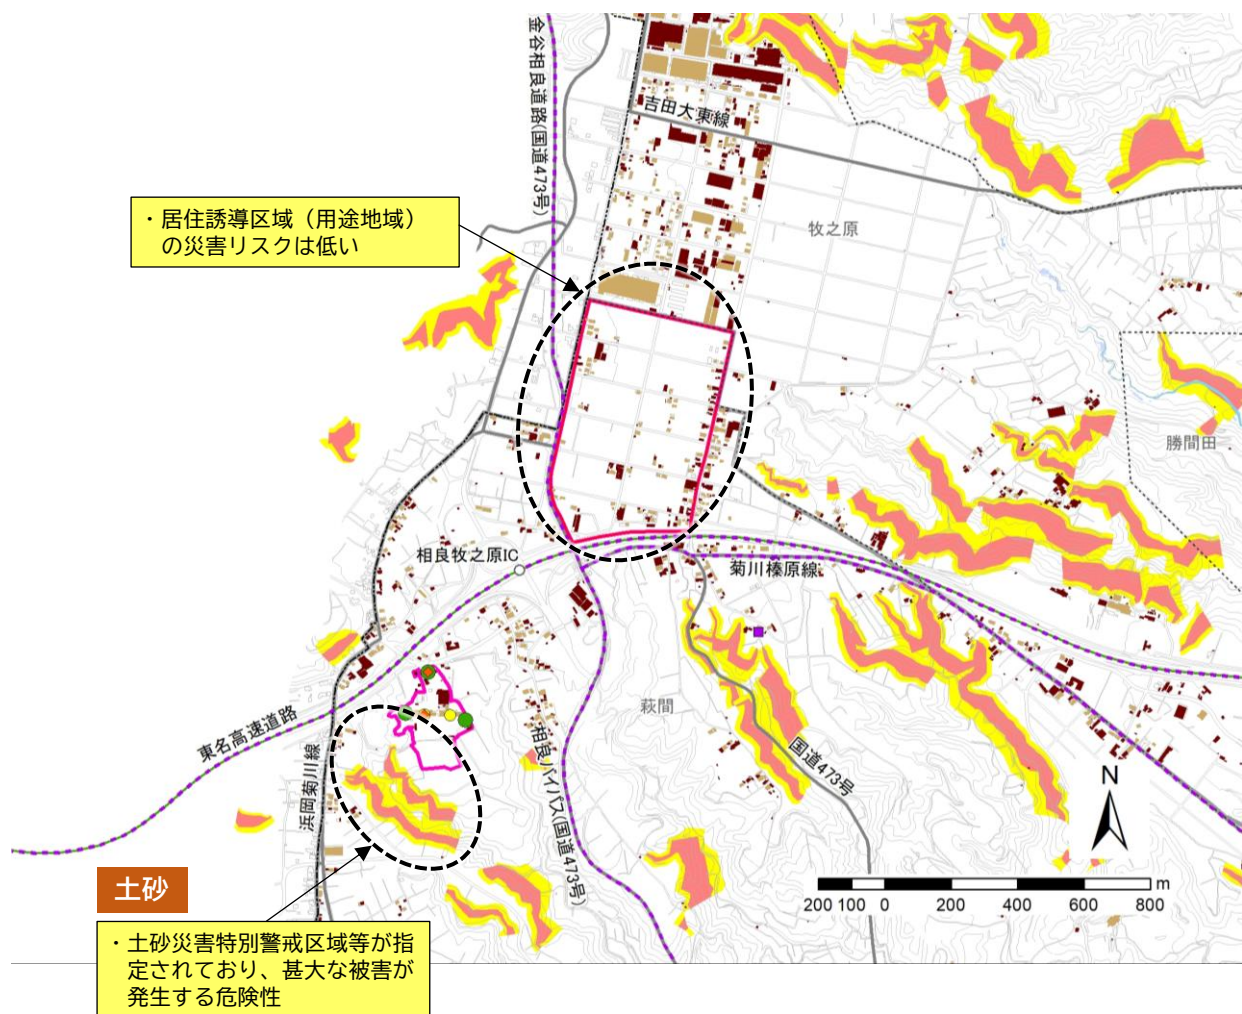 金谷相良道路(国道473号)
吉田大東線
・居住誘導区域（用途地域）
の災害リスクは低い
牧之原
勝間田
相良牧之原IC
菊川榛原線
萩間
東名高速道路
浜岡菊川線
相良バイパス(国道473号)
国道473号
N
200 100 0 200 400 600 800 m
土砂
・土砂災害特別警戒区域等が指
定されており、甚大な被害が
発生する危険性